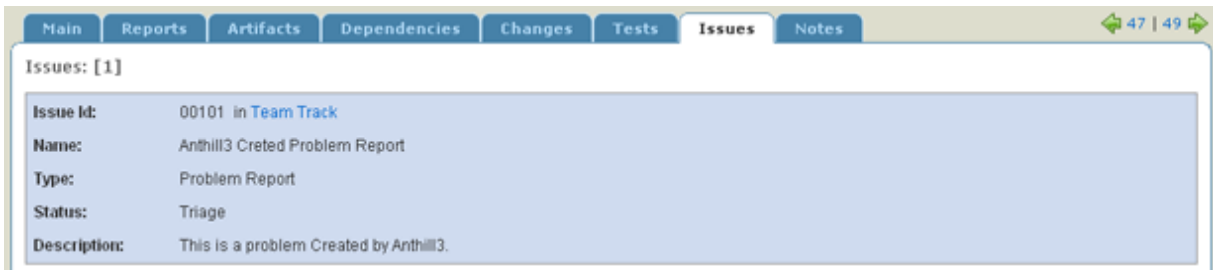 Main Reports Artifacts Dependencies Changes Tests Issues Notes 47 | 49
Issues: [1]
Issue Id: 00101 in Team Track
Name: Anthill3 Creted Problem Report
Type: Problem Report
Status: Triage
Description: This is a problem Created by Anthill3.